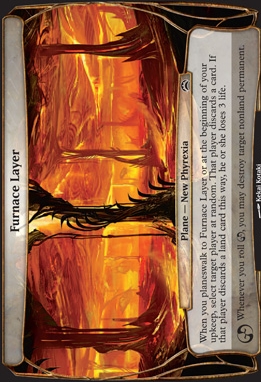 Furnace Layer
Plane — New Phyrexia
When you planeswalk to Furnace Layer or at the beginning of your
upkeep, select target player at random. That player discards a card. If
that player discards a land card this way, he or she loses 3 life.
Whenever you roll , you may destroy target nonland permanent.
Kekai Kotaki